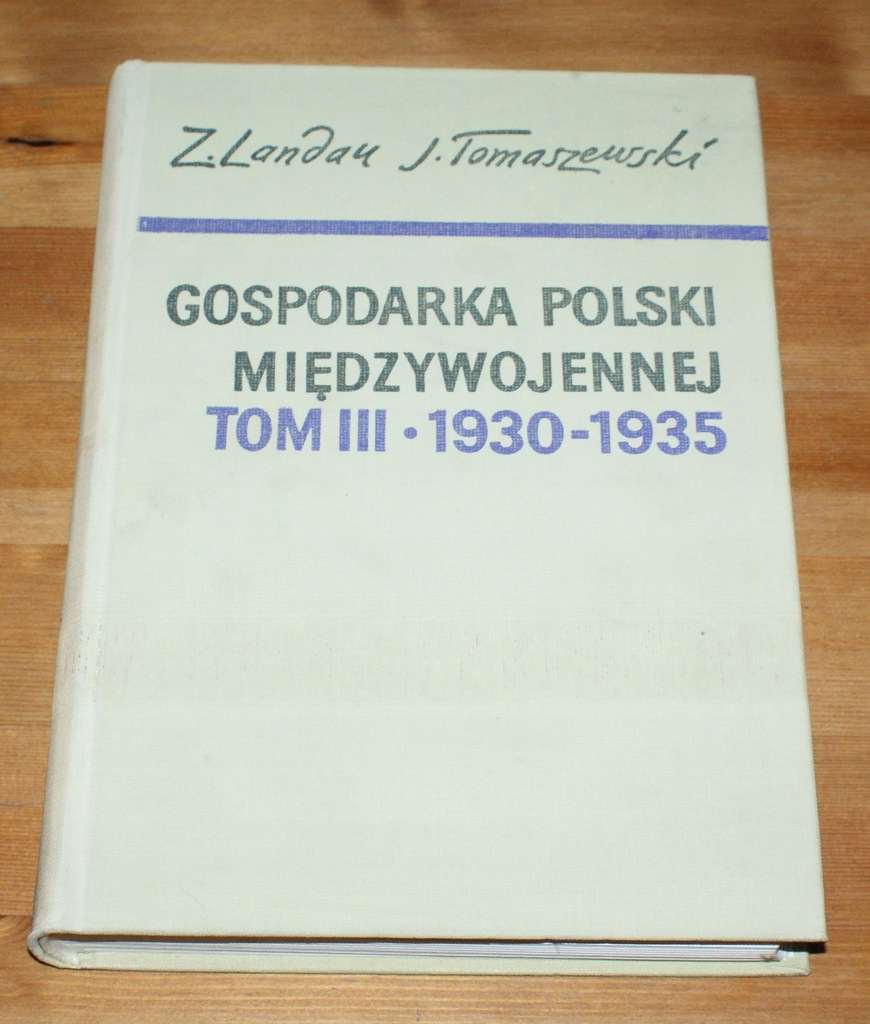 Z. Landau J. Tomaszewski
GOSPODARKA POLSKI
MIĘDZYWOJENNEJ
TOM III • 1930-1935